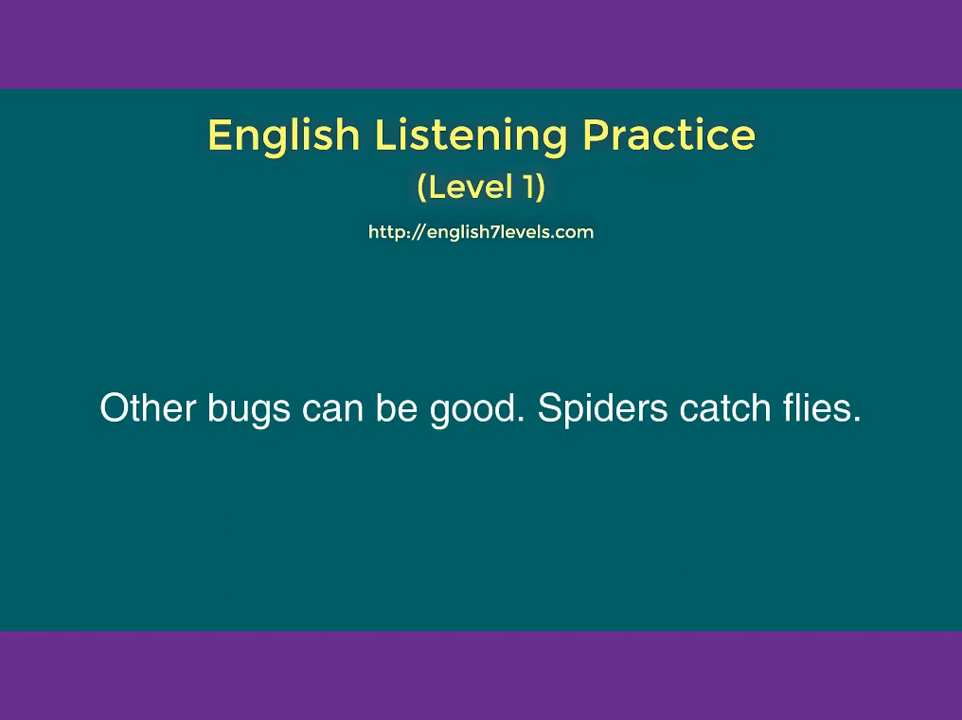 English Listening Practice
(Level 1)
http://english7levels.com
Other bugs can be good. Spiders catch flies.